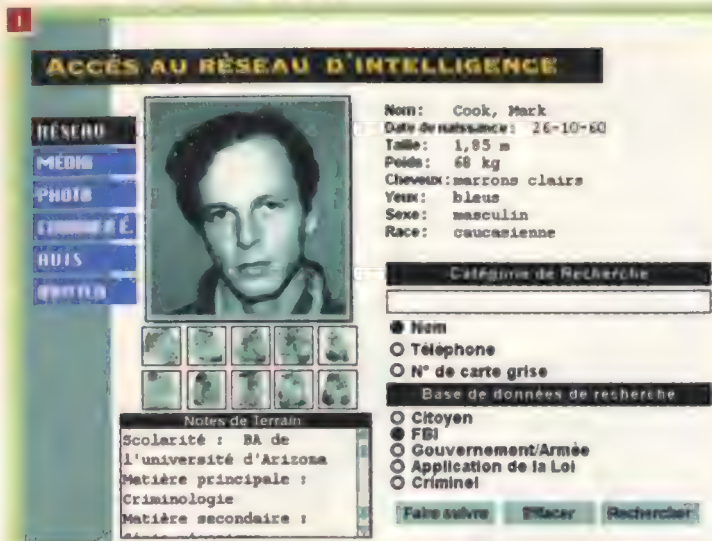 1
ACCÉS AU RÉSEAU D'INTELLIGENCE
RÉSEAU
MÉDIA
PHOTO
AVIS
Nom: Cook, Mark
Date de naissance: 26-10-60
Taille: 1,85 m
Poids: 68 kg
Cheveux: marrons clairs
Yeux: bleus
Sexe: masculin
Race: caucasienne
Catégorie de Recherche
Nom
Téléphone
N° de carte grise
Base de données de recherche
Citoyen
FBI
Gouvernement/Armée
Application de la Loi
Criminel
Faire suivre Effacer Rechercher
Notes de Terrain
Scolarité : BA de
l'université d'Arizona
Matière principale :
Criminologie
Matière secondaire :